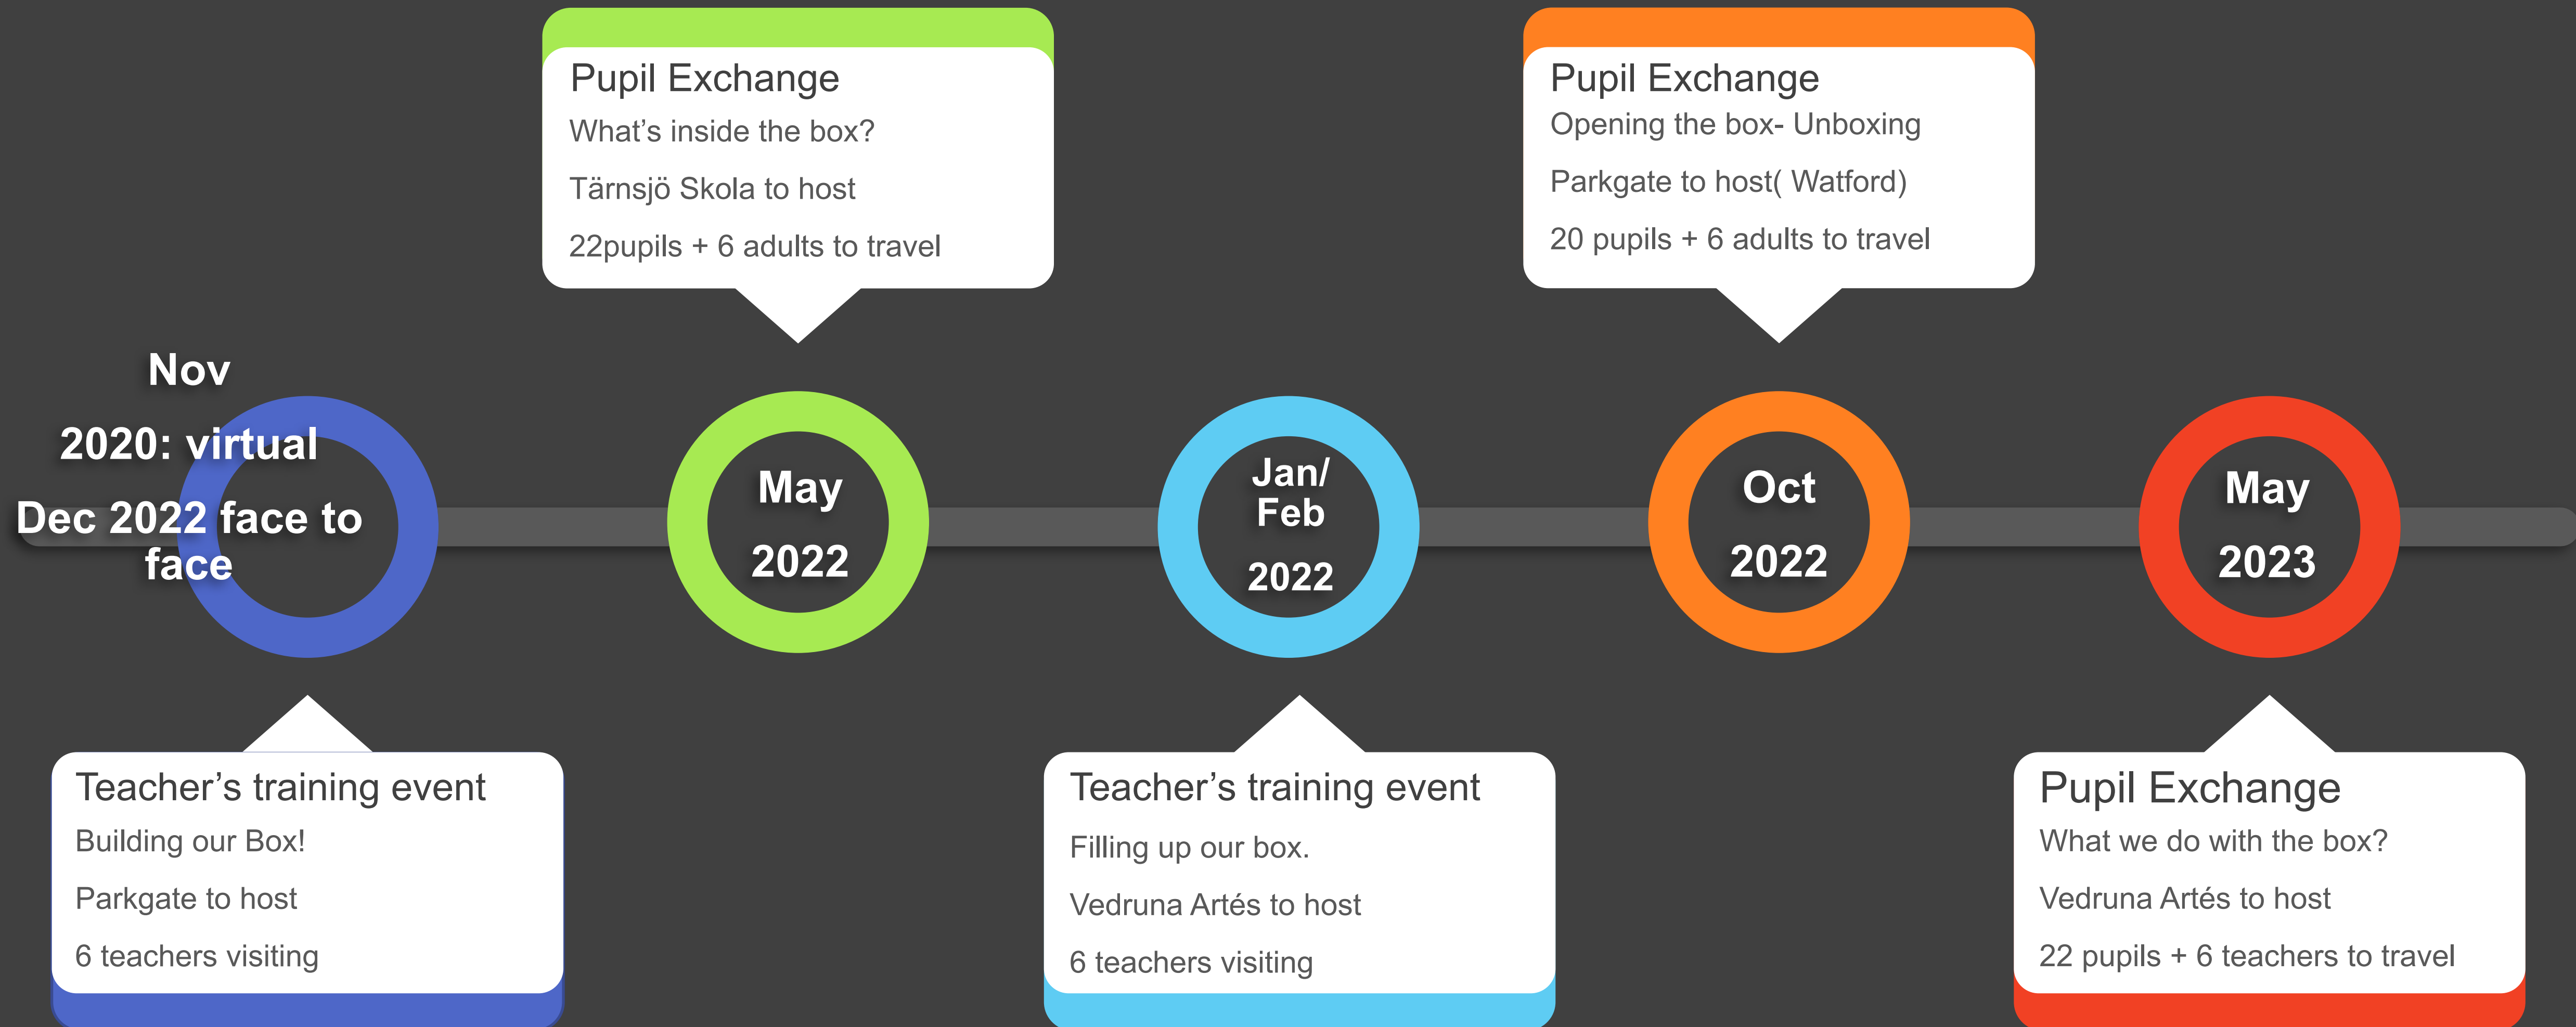 Pupil Exchange
What's inside the box?
Tärnsjö Skola to host
22pupils + 6 adults to travel
Pupil Exchange
Opening the box- Unboxing
Parkgate to host( Watford)
20 pupils + 6 adults to travel
Nov
2020: virtual
Dec 2022 face to
face
May
2022
Jan/
Feb
2022
Oct
2022
May
2023
Teacher’s training event
Building our Box!
Parkgate to host
6 teachers visiting
Teacher’s training event
Filling up our box.
Vedruna Artés to host
6 teachers visiting
Pupil Exchange
What we do with the box?
Vedruna Artés to host
22 pupils + 6 teachers to travel